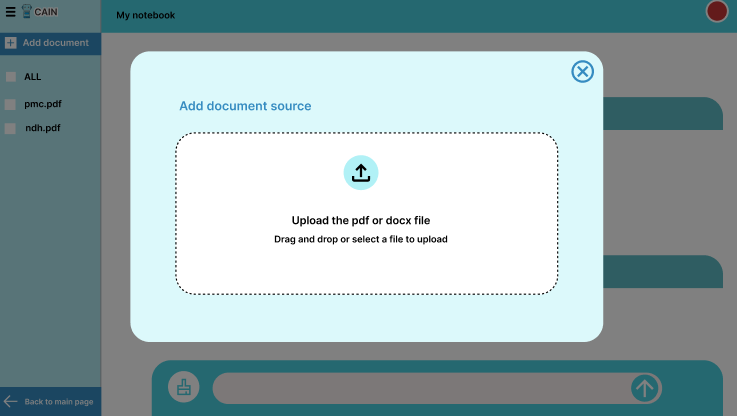 CAIN
My notebook
Add document
ALL
pmc.pdf
ndh.pdf
Add document source
Upload the pdf or docx file
Drag and drop or select a file to upload
Back to main page